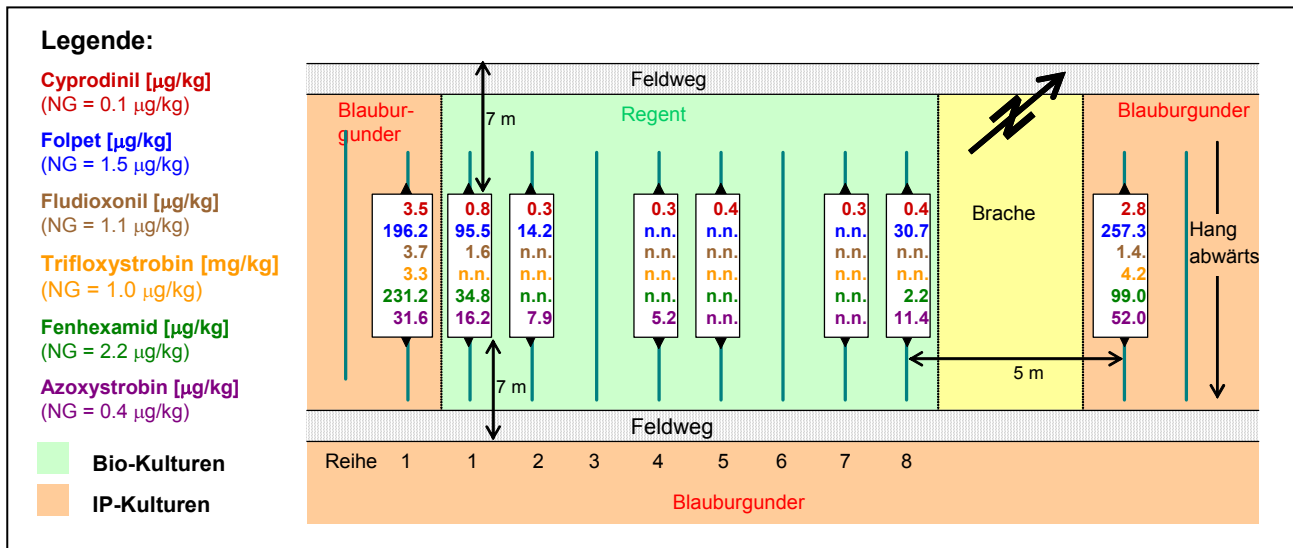 Legende:
Cyprodinil [µg/kg]
(NG = 0.1 µg/kg)
Folpet [µg/kg]
(NG = 1.5 µg/kg)
Fludioxonil [µg/kg]
(NG = 1.1 µg/kg)
Trifloxystrobin [mg/kg]
(NG = 1.0 µg/kg)
Fenhexamid [µg/kg]
(NG = 2.2 µg/kg)
Azoxystrobin [µg/kg]
(NG = 0.4 µg/kg)
Bio-Kulturen
IP-Kulturen
Feldweg
Blaubur-
gunder
7 m
Regent
Blauburgunder
3.5
196.2
3.7
3.3
231.2
31.6
0.8
95.5
1.6
n.n.
34.8
16.2
0.3
14.2
n.n.
n.n.
n.n.
7.9
0.3
n.n.
n.n.
n.n.
n.n.
5.2
0.4
n.n.
n.n.
n.n.
n.n.
n.n.
0.3
n.n.
n.n.
n.n.
n.n.
n.n.
0.4
30.7
n.n.
n.n.
2.2
11.4
Brache
2.8
257.3
1.4.
4.2
99.0
52.0
Hang
abwärts
7 m
5 m
Feldweg
Reihe 1 1 2 3 4 5 6 7 8
Blauburgunder